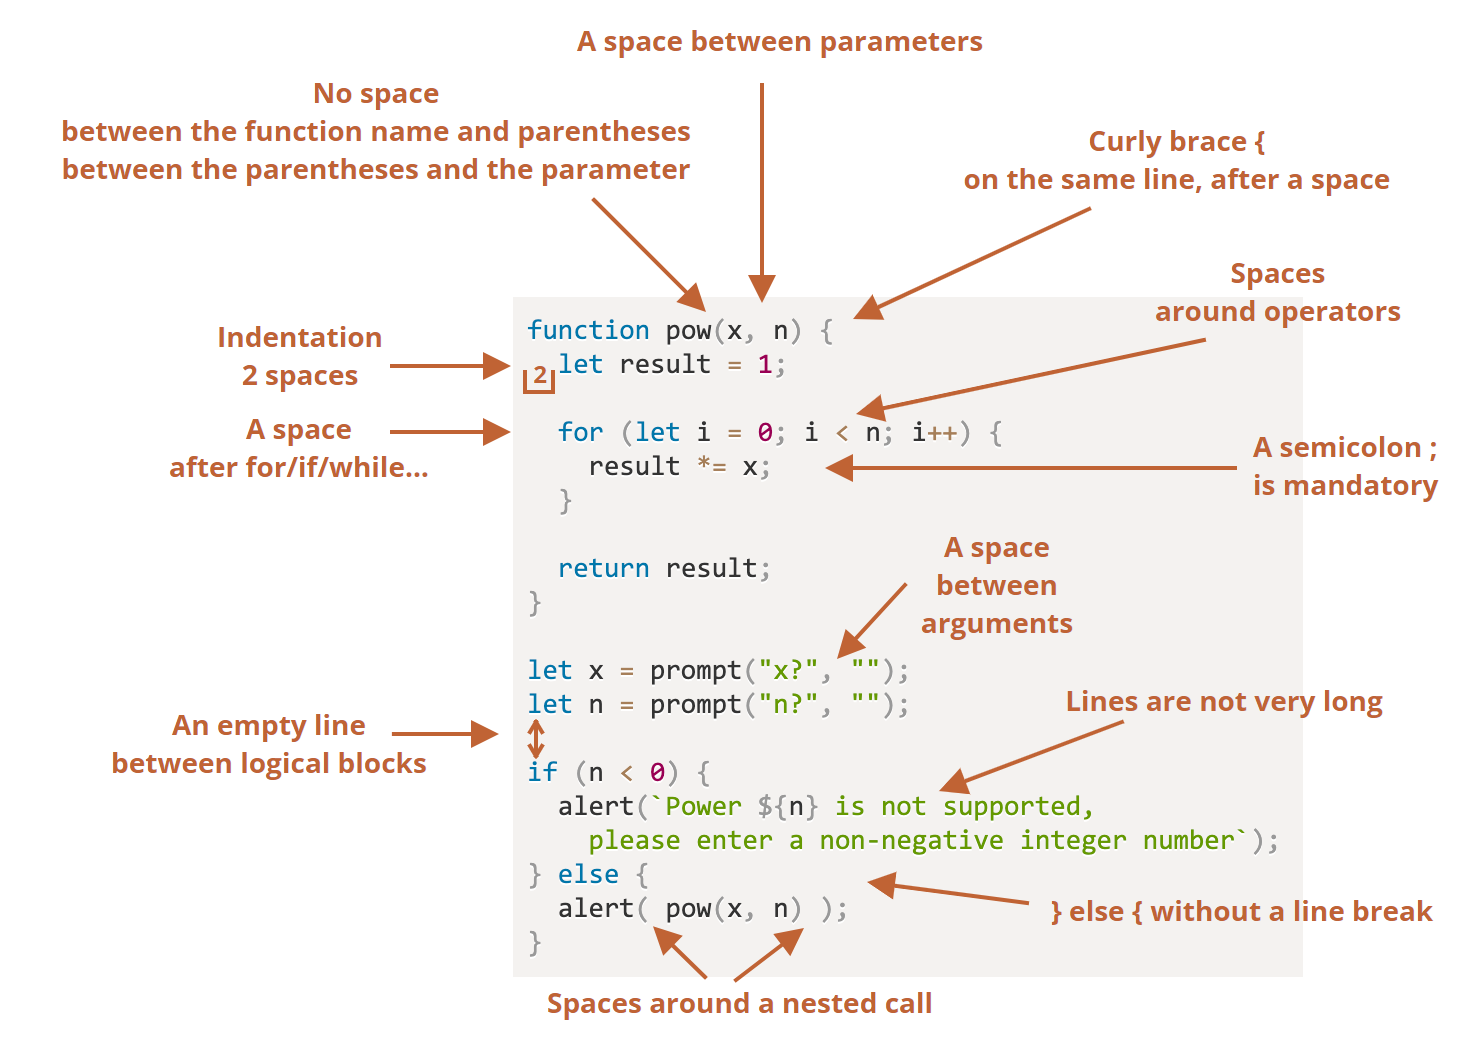 A space between parameters
No space
between the function name and parentheses
between the parentheses and the parameter
Curly brace {
on the same line, after a space
Spaces
around operators
Indentation
2 spaces
A space
after for/if/while...
A semicolon ;
is mandatory
function pow(x, n) {
2
  let result = 1;

  for (let i = 0; i < n; i++) {
    result *= x;
  }

  return result;
}
A space
between
arguments

let x = prompt("x?", "");
let n = prompt("n?", "");
An empty line
between logical blocks
Lines are not very long

if (n < 0) {
  alert(`Power ${n} is not supported,
    please enter a non-negative integer number`);
} else {
  alert( pow(x, n) );
}
} else { without a line break
Spaces around a nested call